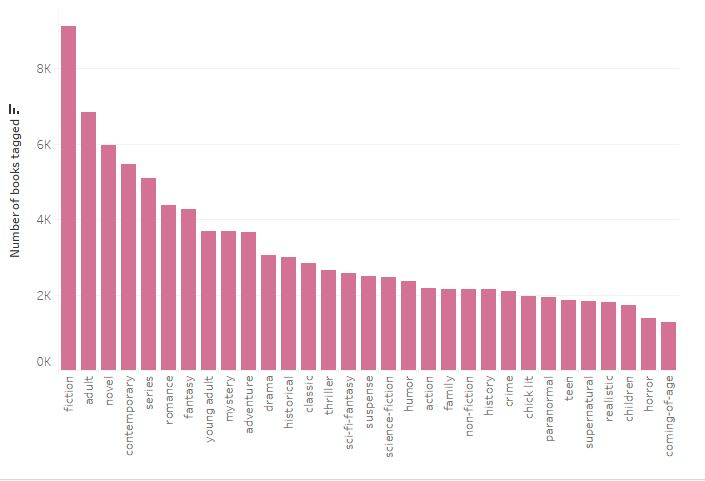 Number of books tagged
8K
6K
4K
2K
0K
fiction
adult
novel
contemporary
series
romance
fantasy
young adult
mystery
adventure
drama
historical
classic
thriller
sci-fi-fantasy
suspense
science-fiction
humor
action
family
non-fiction
history
crime
chick lit
paranormal
teen
supernatural
realistic
children
horror
coming-of-age